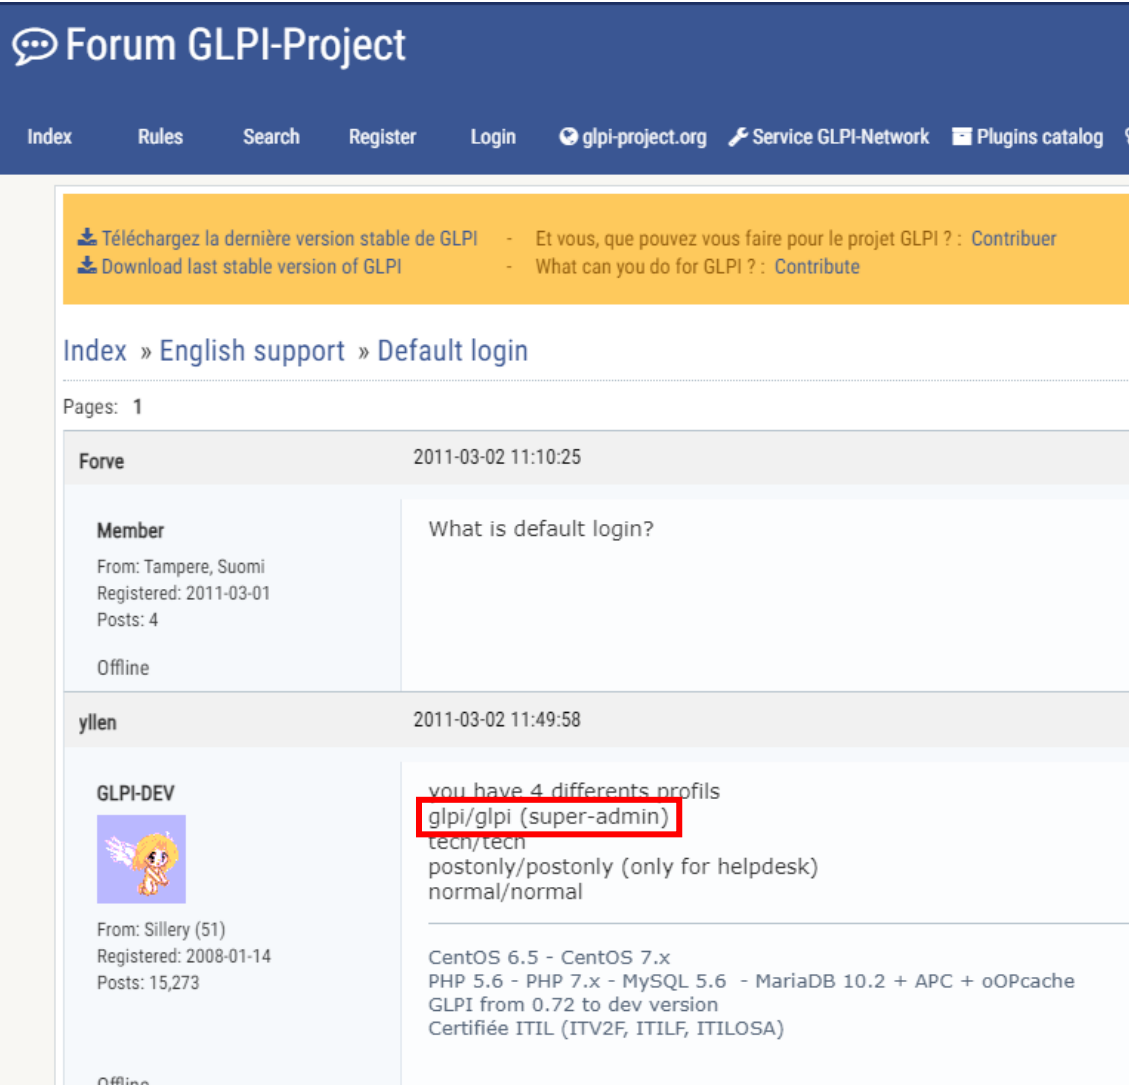 Forum GLPI-Project
Index Rules Search Register Login glpi-project.org Service GLPI-Network Plugins catalog
Téléchargez la dernière version stable de GLPI - Et vous, que pouvez vous faire pour le projet GLPI ? : Contribuer
Download last stable version of GLPI - What can you do for GLPI ? : Contribute
Index » English support » Default login
Pages: 1
Forve 2011-03-02 11:10:25
Member
From: Tampere, Suomi
Registered: 2011-03-01
Posts: 4
Offline
What is default login?
yllen 2011-03-02 11:49:58
GLPI-DEV
From: Sillery (51)
Registered: 2008-01-14
Posts: 15,273
Offline
you have 4 differents profils
glpi/glpi (super-admin)
tech/tech
postonly/postonly (only for helpdesk)
normal/normal
CentOS 6.5 - CentOS 7.x
PHP 5.6 - PHP 7.x - MySQL 5.6 - MariaDB 10.2 + APC + oOPcache
GLPI from 0.72 to dev version
Certifiée ITIL (ITV2F, ITILF, ITILOSA)